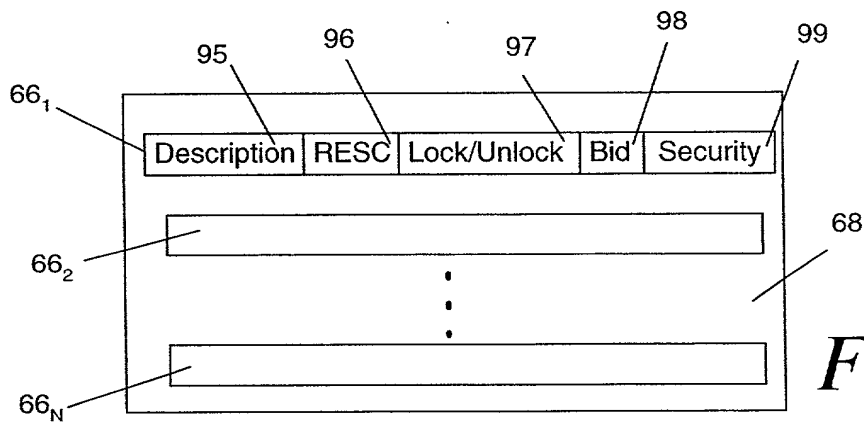 95 96 97 98 99
66₁
Description RESC Lock/Unlock Bid Security
66₂
68
F
66N